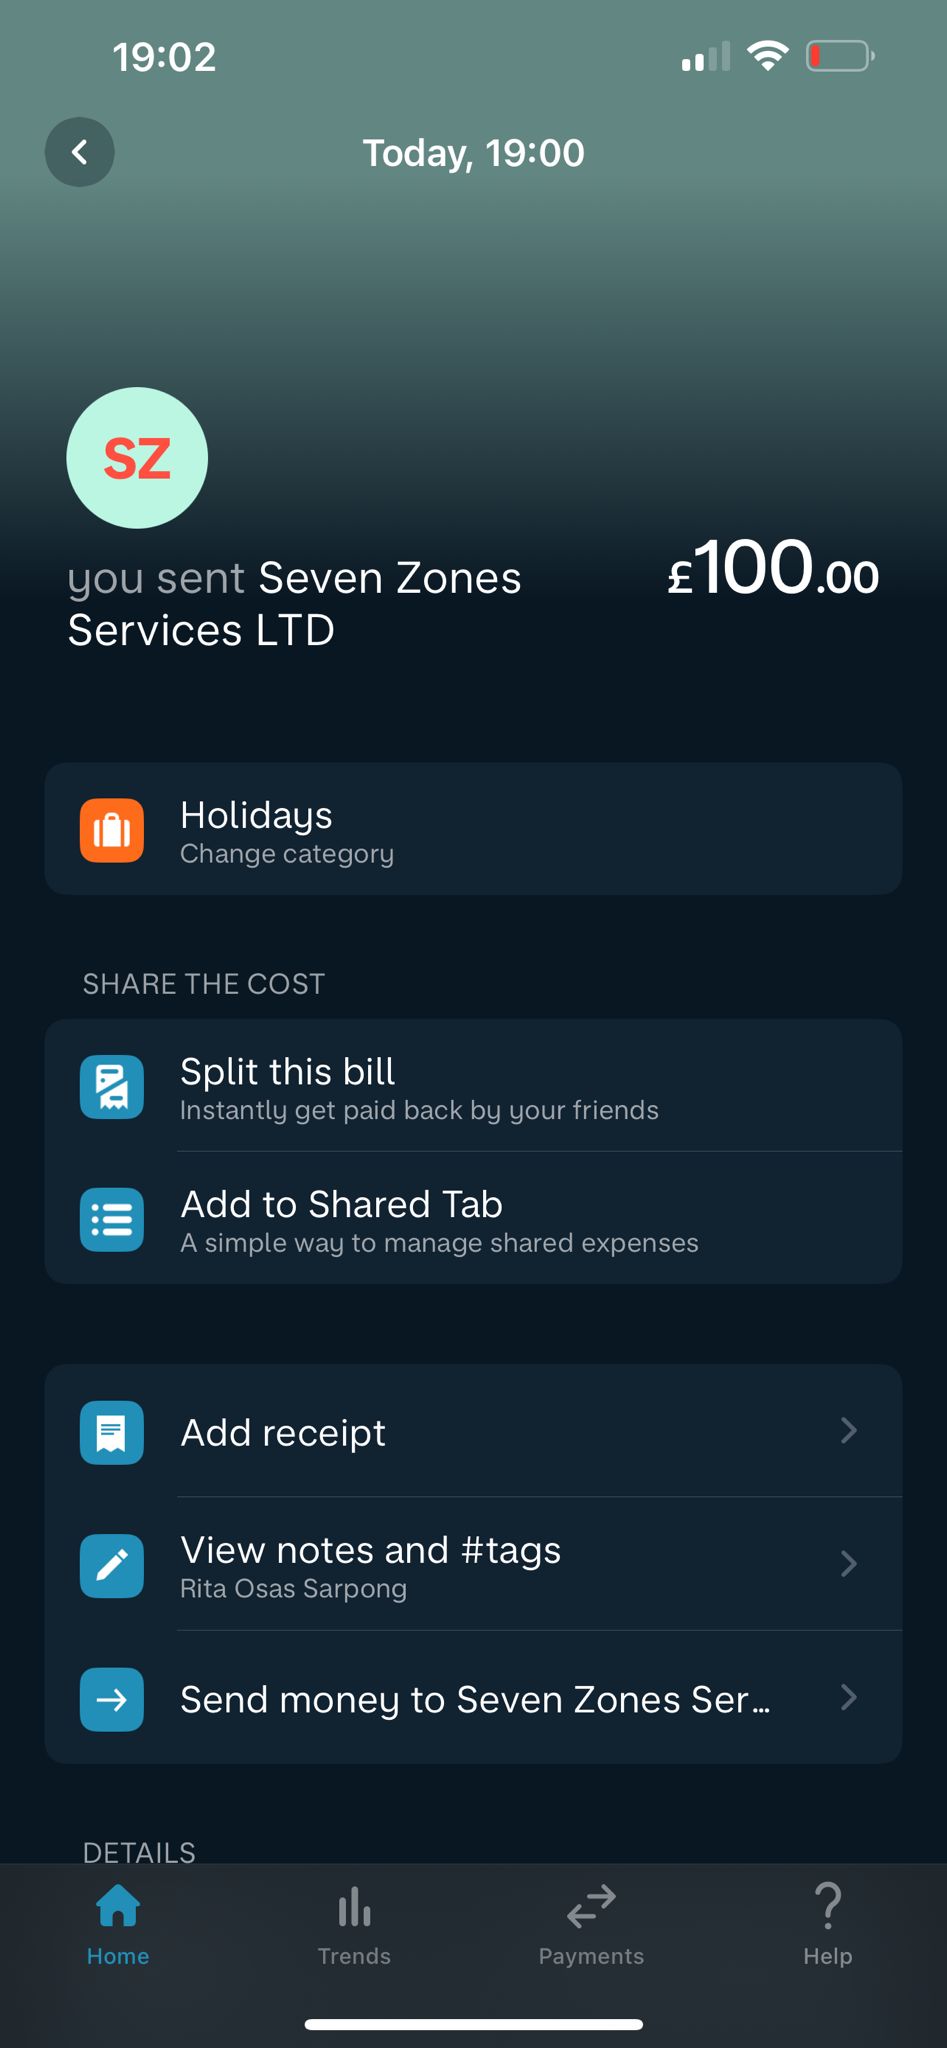 19:02
Today, 19:00
SZ
you sent Seven Zones
Services LTD
£100.00
Holidays
Change category
SHARE THE COST
Split this bill
Instantly get paid back by your friends
Add to Shared Tab
A simple way to manage shared expenses
Add receipt
View notes and #tags
Rita Osas Sarpong
Send money to Seven Zones Ser...
DETAILS
Home
Trends
Payments
Help